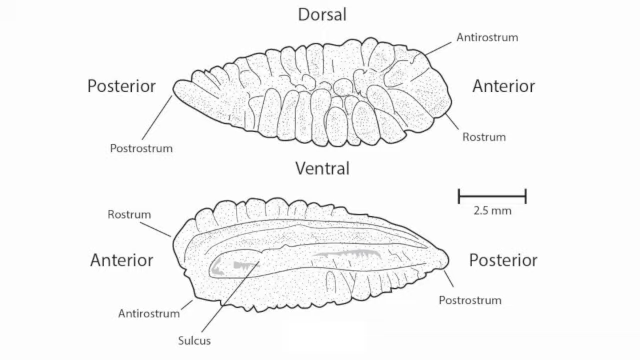 Dorsal
Antirostrum
Posterior
Anterior
Rostrum
Postrostrum
Ventral
2.5 mm
Rostrum
Anterior
Posterior
Postrostrum
Antirostrum
Sulcus